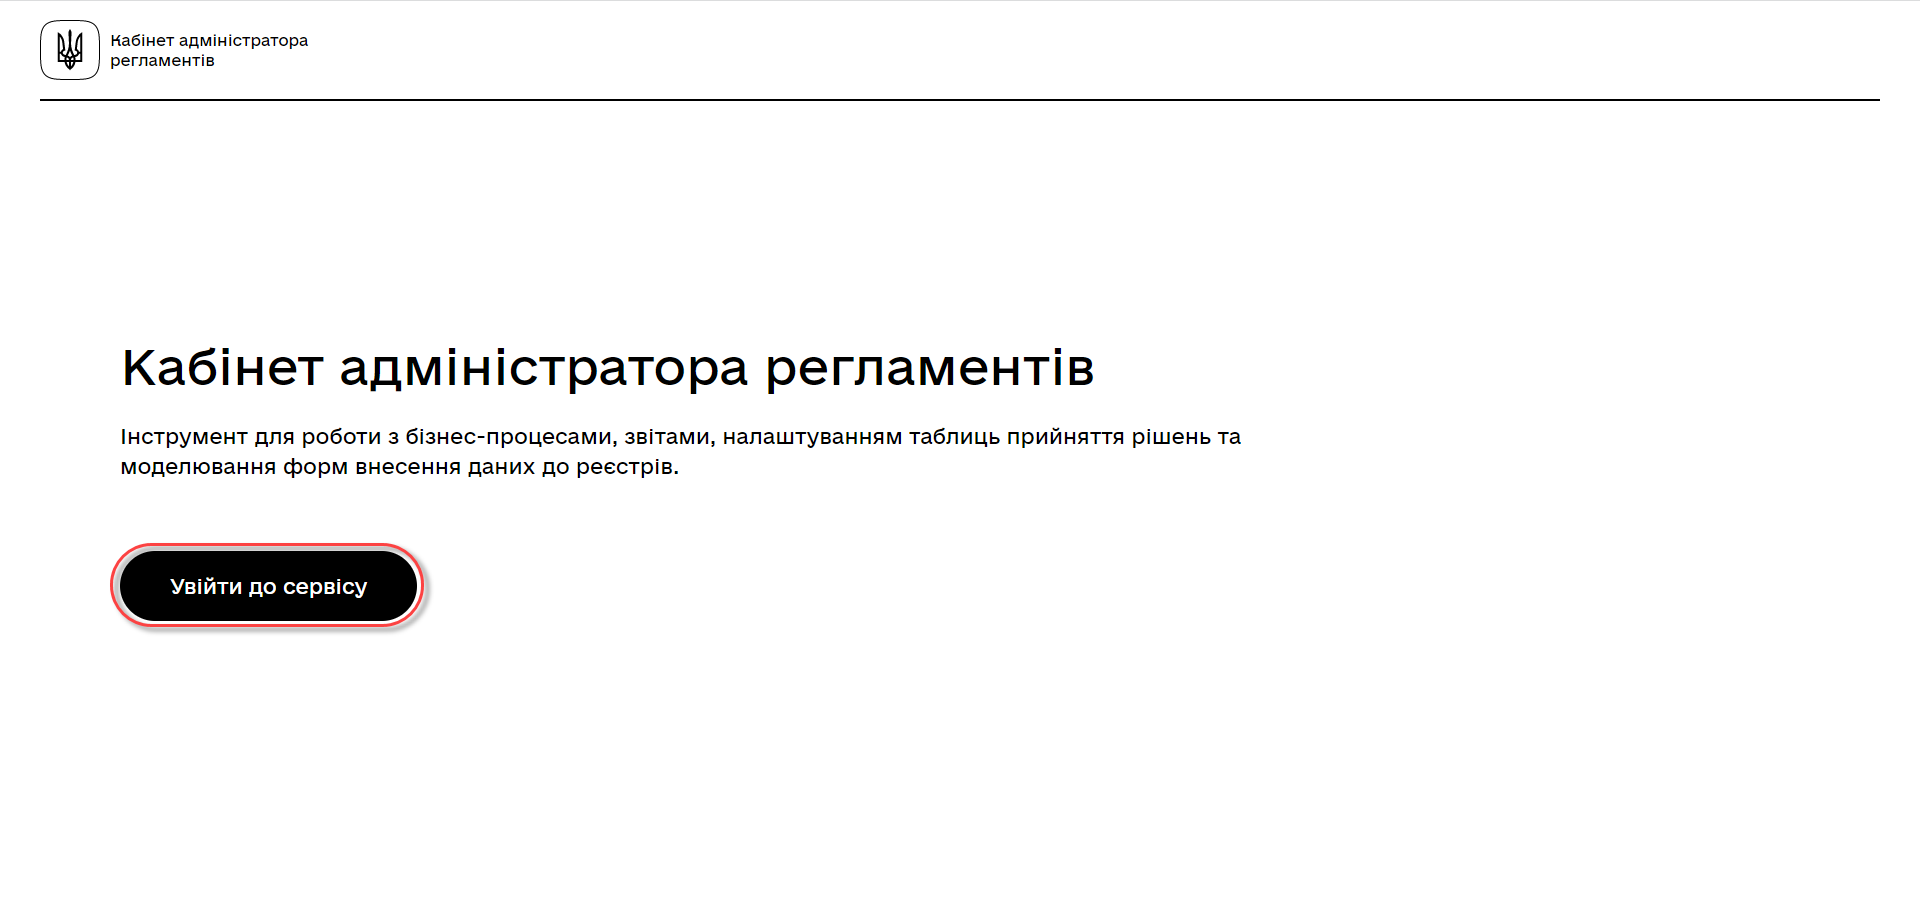 Кабінет адміністратора
регламентів
Кабінет адміністратора регламентів
Інструмент для роботи з бізнес-процесами, звітами, налаштуванням таблиць прийняття рішень та
моделювання форм внесення даних до реєстрів.
Увійти до сервісу